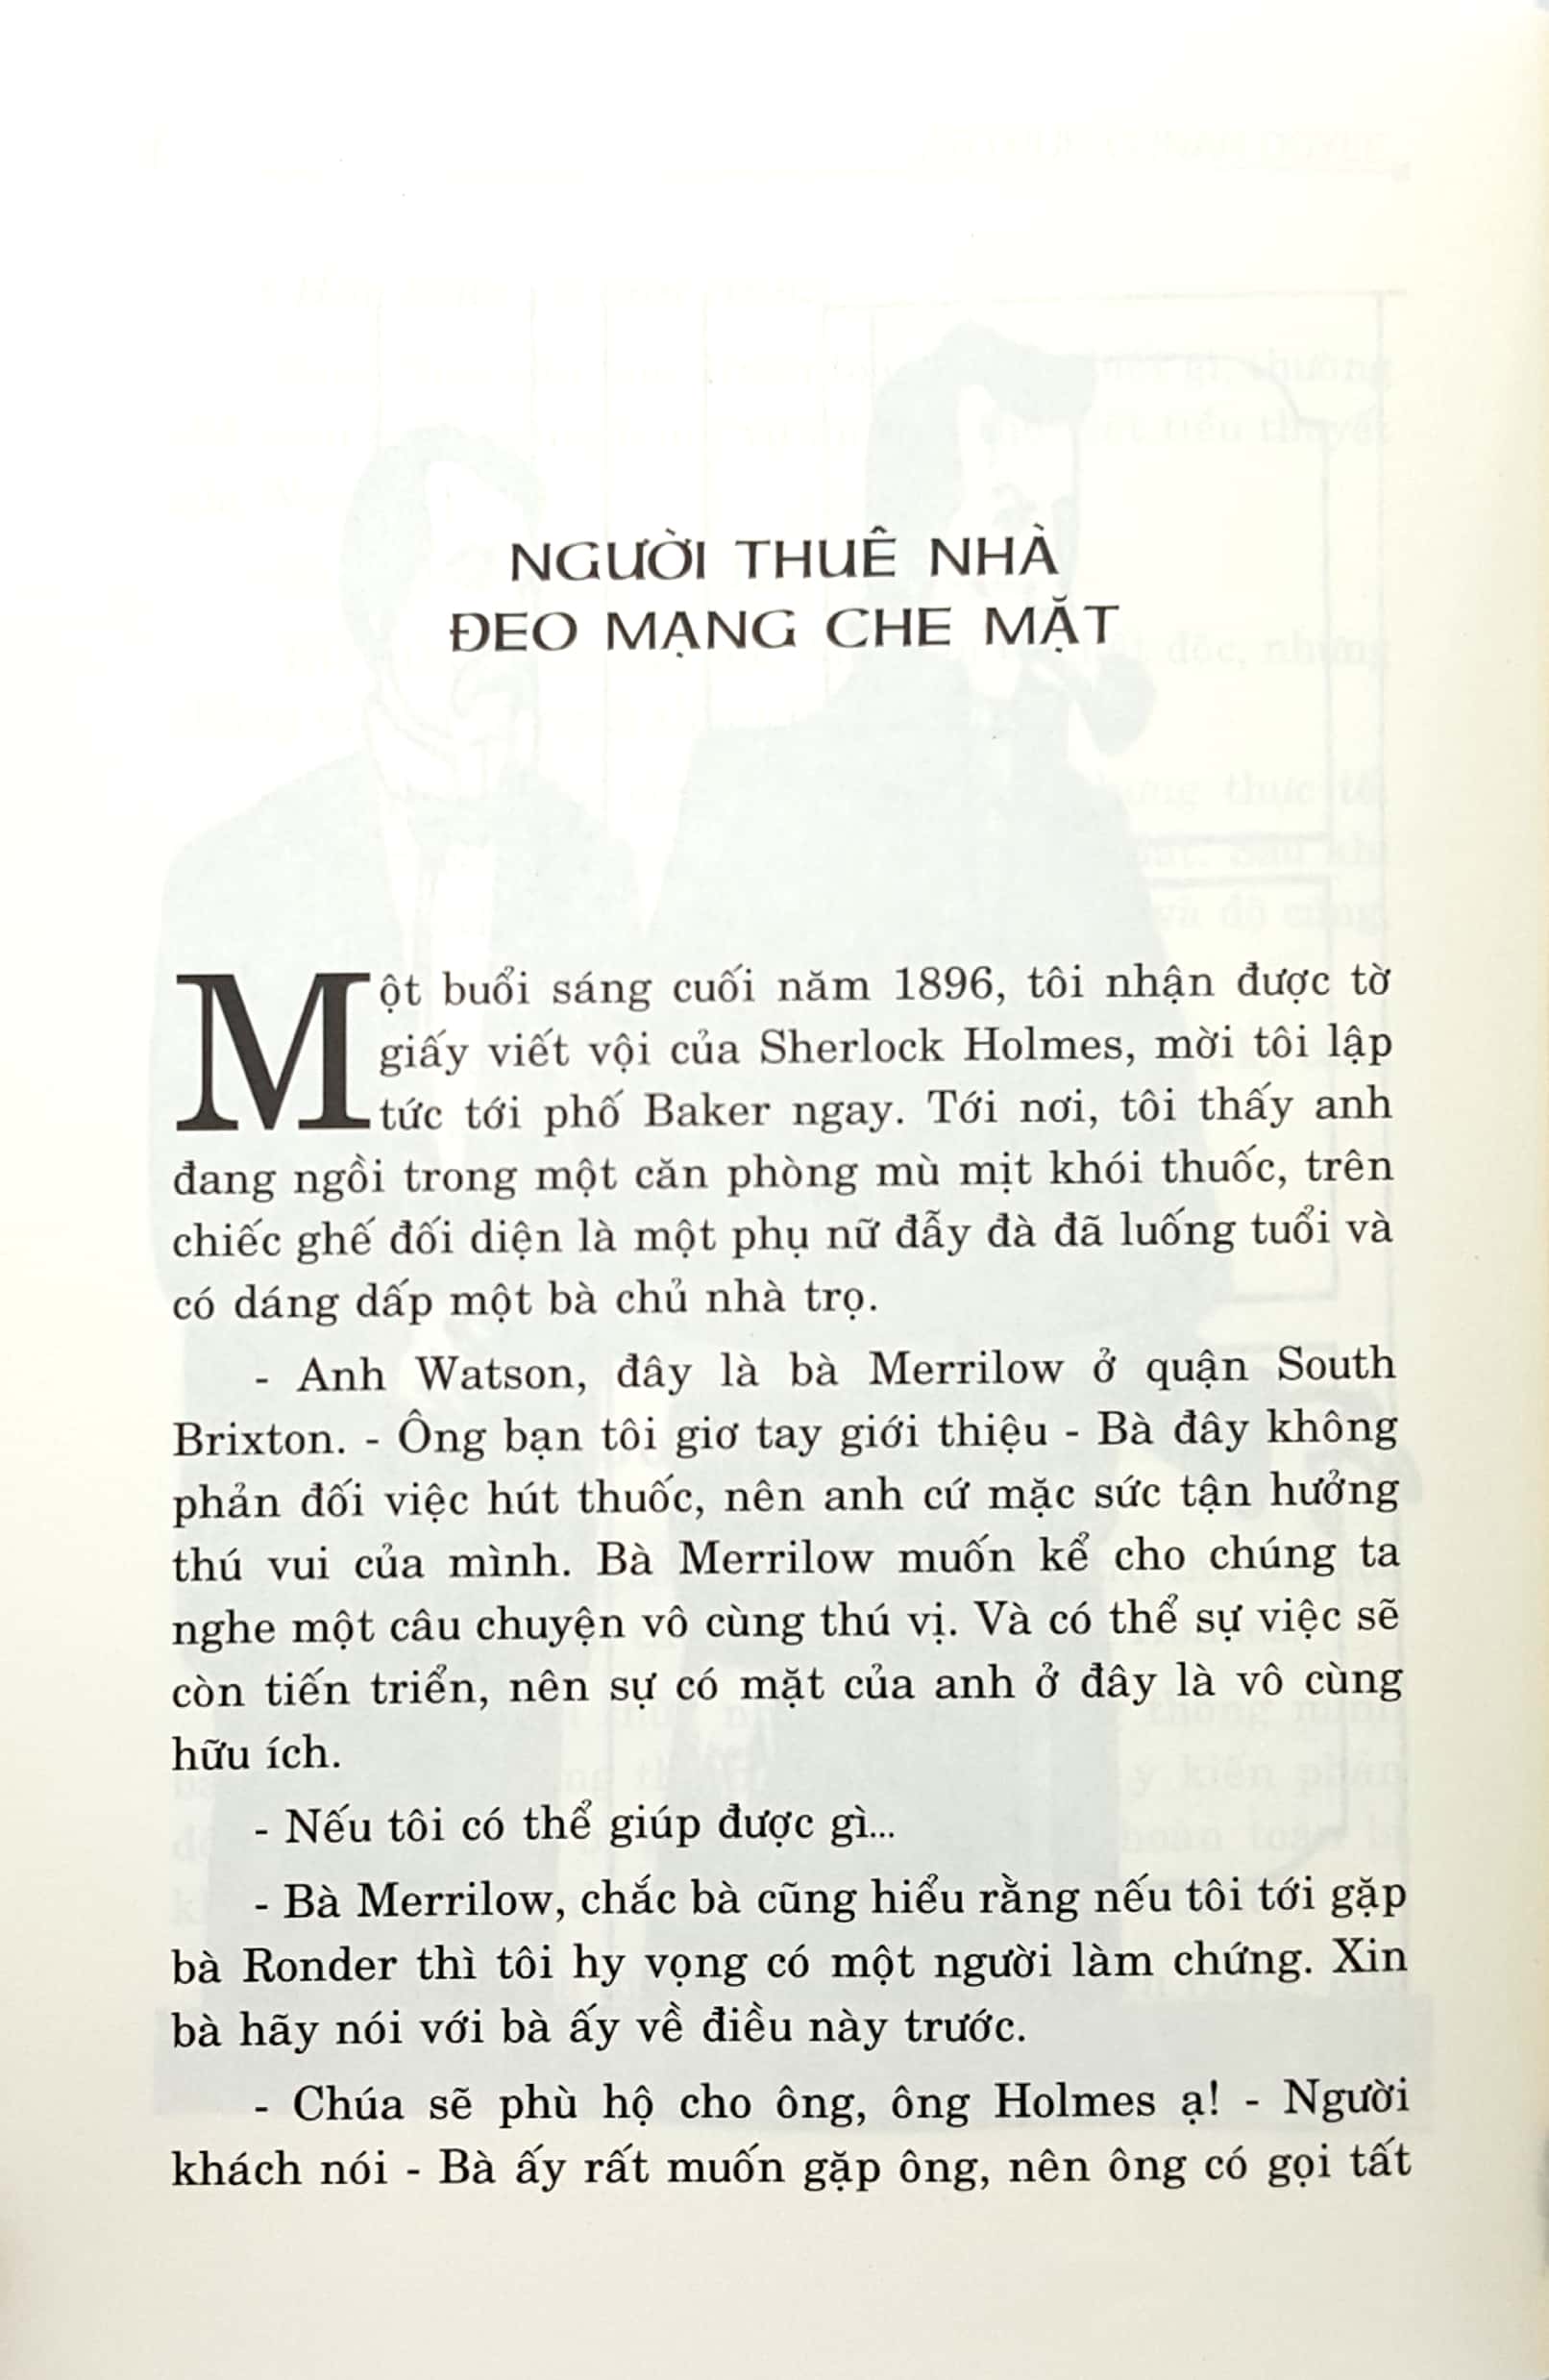 NGƯỜI THUÊ NHÀ
ĐEO MẠNG CHE MẶT
Một buổi sáng cuối năm 1896, tôi nhận được tờ
giấy viết vội của Sherlock Holmes, mời tôi lập
tức tới phố Baker ngay. Tới nơi, tôi thấy anh
đang ngồi trong một căn phòng mù mịt khói thuốc, trên
chiếc ghế đối diện là một phụ nữ đẫy đà đã luống tuổi và
có dáng dấp một bà chủ nhà trọ.
- Anh Watson, đây là bà Merrilow ở quận South
Brixton. - Ông bạn tôi giơ tay giới thiệu - Bà đây không
phản đối việc hút thuốc, nên anh cứ mặc sức tận hưởng
thú vui của mình. Bà Merrilow muốn kể cho chúng ta
nghe một câu chuyện vô cùng thú vị. Và có thể sự việc sẽ
còn tiến triển, nên sự có mặt của anh ở đây là vô cùng
hữu ích.
- Nếu tôi có thể giúp được gì...
- Bà Merrilow, chắc bà cũng hiểu rằng nếu tôi tới gặp
bà Ronder thì tôi hy vọng có một người làm chứng. Xin
bà hãy nói với bà ấy về điều này trước.
- Chúa sẽ phù hộ cho ông, ông Holmes ạ! - Người
khách nói - Bà ấy rất muốn gặp ông, nên ông có gọi tất